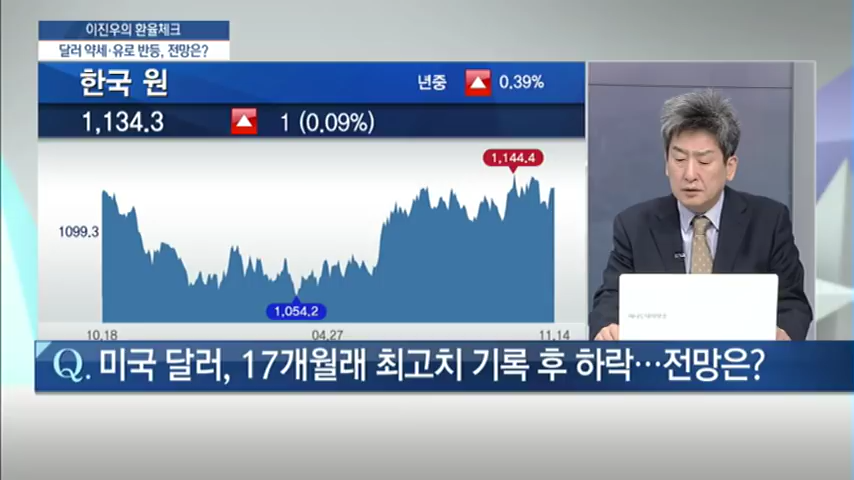 이진우의 환율체크
달러 약세·유로 반등, 전망은?
한국 원
년중 0.39%
1,134.3 1 (0.09%)
1,144.4
1099.3
1,054.2
10.18 04.27 11.14
Q. 미국 달러, 17개월래 최고치 기록 후 하락…전망은?